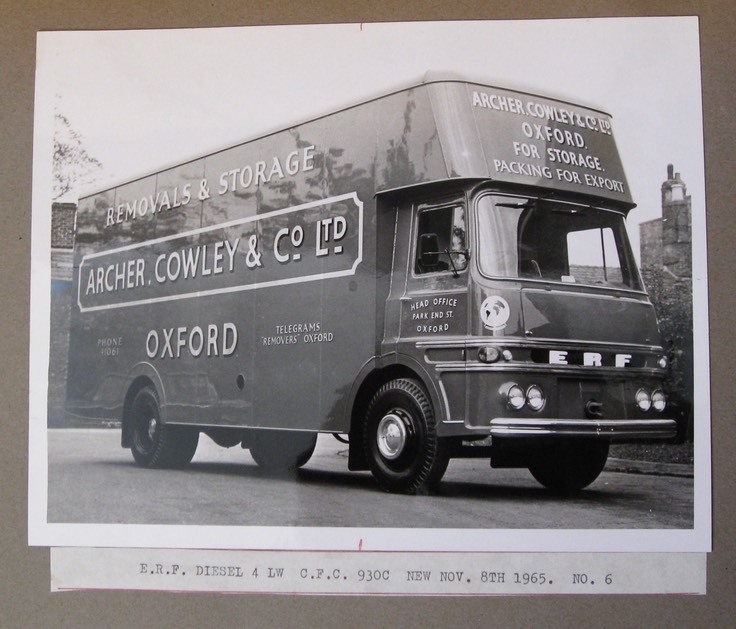 REMOVALS & STORAGE
ARCHER, COWLEY & CO LTD
OXFORD
PHONE
TELEGRAMS
"REMOVERS" OXFORD
ARCHER, COWLEY & CO LTD
OXFORD.
FOR STORAGE.
PACKING FOR EXPORT
HEAD OFFICE
PARK END ST.
OXFORD
ERF
E.R.F. DIESEL 4 LW C.F.C. 930C NEW NOV. 8TH 1965. NO. 6